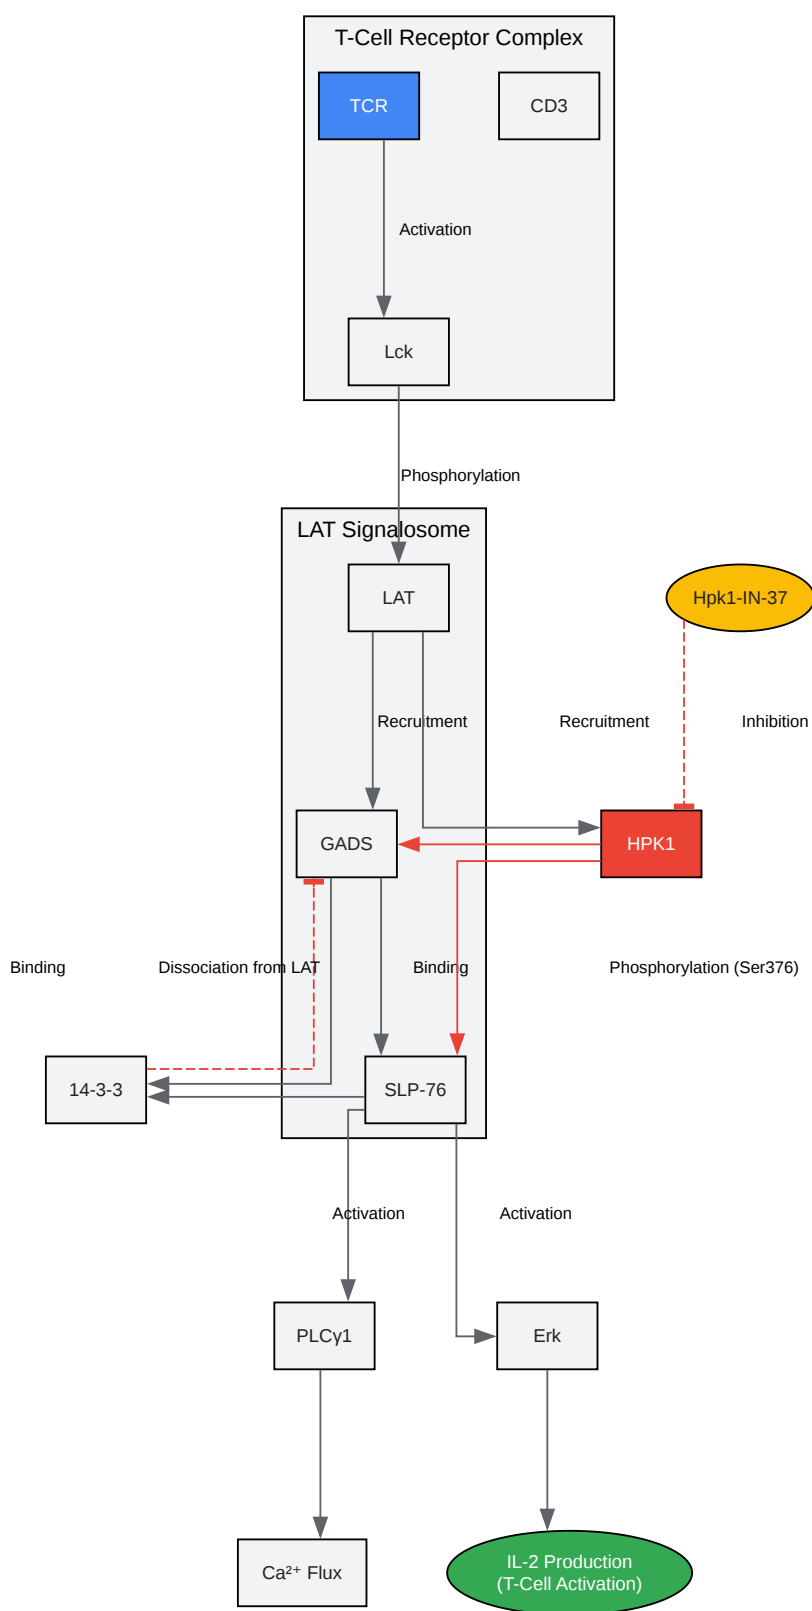 T-Cell Receptor Complex
TCR
CD3
Activation
Lck
Phosphorylation
LAT Signalosome
LAT
Hpk1-IN-37
Recruitment
Recruitment
Inhibition
GADS
HPK1
Binding
Dissociation from LAT
Binding
Phosphorylation (Ser376)
14-3-3
SLP-76
Activation
Activation
PLCγ1
Erk
Ca²⁺ Flux
IL-2 Production
(T-Cell Activation)